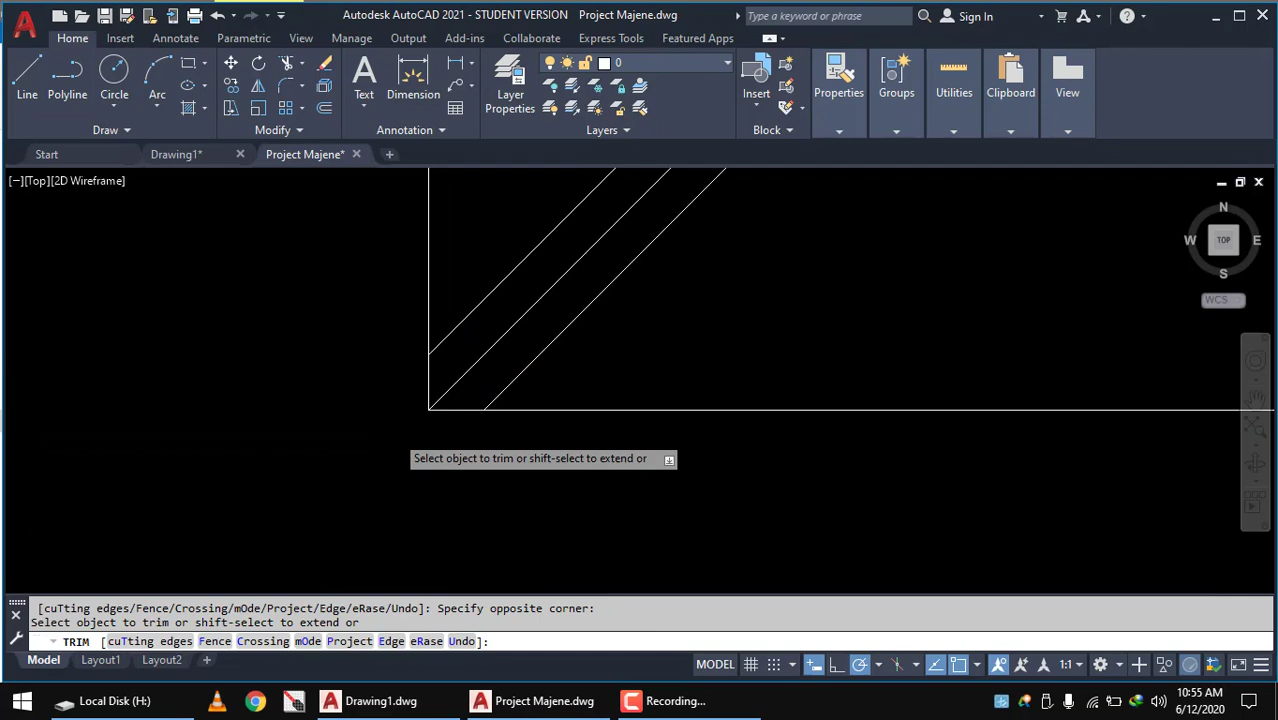 Autodesk AutoCAD 2021 - STUDENT VERSION Project Majene.dwg
Type a keyword or phrase
Sign In
Home Insert Annotate Parametric View Manage Output Add-ins Collaborate Express Tools Featured Apps
Line Polyline Circle Arc
Text Dimension
Layer Properties
0
Insert
Properties Groups Utilities Clipboard View
Draw Modify Annotation Layers Block
Start Drawing1* Project Majene*
[−][Top][2D Wireframe]
N
W TOP E
S
WCS
Select object to trim or shift-select to extend or
[cuTting edges/Fence/Crossing/mOde/Project/Edge/eRase/Undo]: Specify opposite corner:
Select object to trim or shift-select to extend or
TRIM [cuTting edges Fence Crossing mOde Project Edge eRase Undo]:
Model Layout1 Layout2
MODEL 1:1
Local Disk (H:) Drawing1.dwg Project Majene.dwg Recording...
10:55 AM
6/12/2020